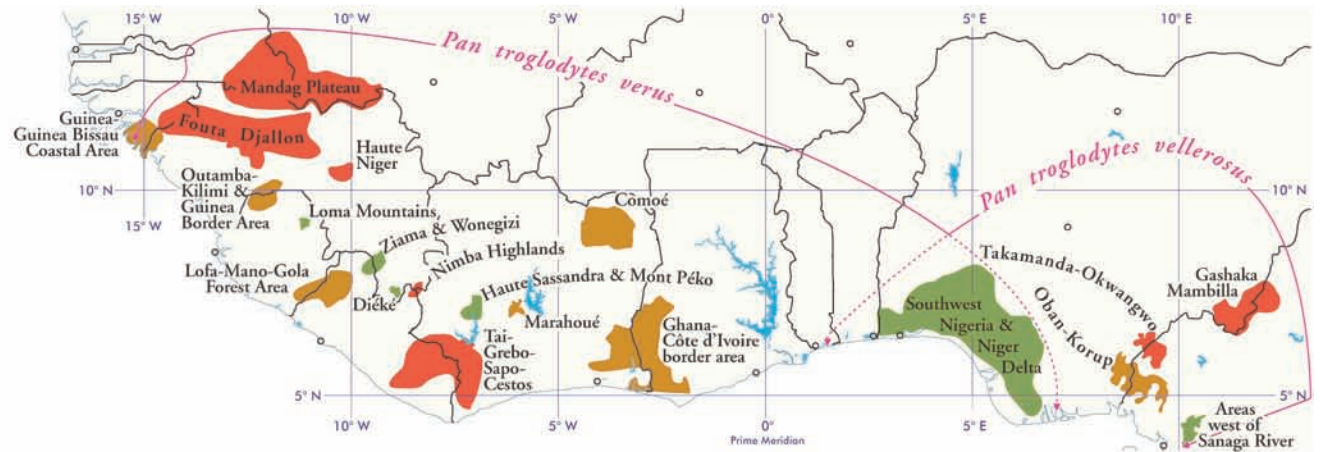 15° W
10° W
5° W
0°
5° E
10° E
Pan troglodytes verus
Mandag Plateau
Guinea-
Guinea Bissau
Coastal Area
Fouta Djallon
Haute
Niger
Pan troglodytes vellerosus
Outamba-
Kilimi &
Guinea
Border Area
10° N
10° N
15° W
Loma Mountains
Ziama & Wonegizi
Cômoé
Nimba Highlands
Takamanda-Okwangwo
Lofa-Mano-Gola
Forest Area
Diéké
Haute Sassandra & Mont Péko
Gashaka
Mambilla
Marahoué
Oban-Korup
Southwest
Nigeria &
Niger
Delta
Tai-
Grebo-
Sapo-
Cestos
Ghana-
Côte d'Ivoire
border area
5° N
5° N
Areas
west of
Sanaga River
10° W
5° W
0°
5° E
10° E
Prime Meridian